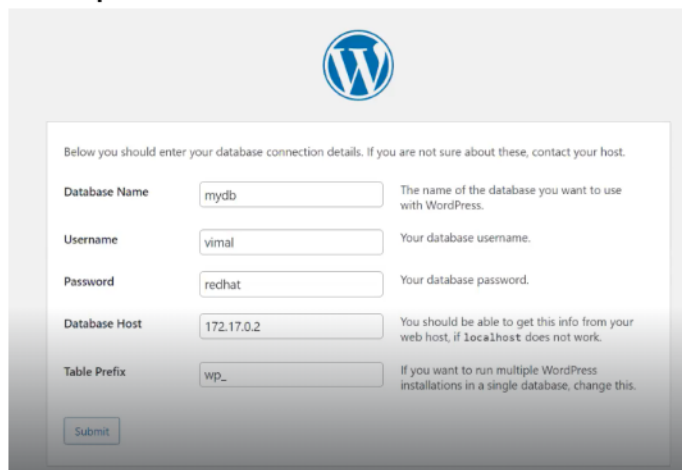 Below you should enter your database connection details. If you are not sure about these, contact your host.
Database Name
mydb
The name of the database you want to use
with WordPress.
Username
vimal
Your database username.
Password
redhat
Your database password.
Database Host
172.17.0.2
You should be able to get this info from your
web host, if localhost does not work.
Table Prefix
wp_
If you want to run multiple WordPress
installations in a single database, change this.
Submit